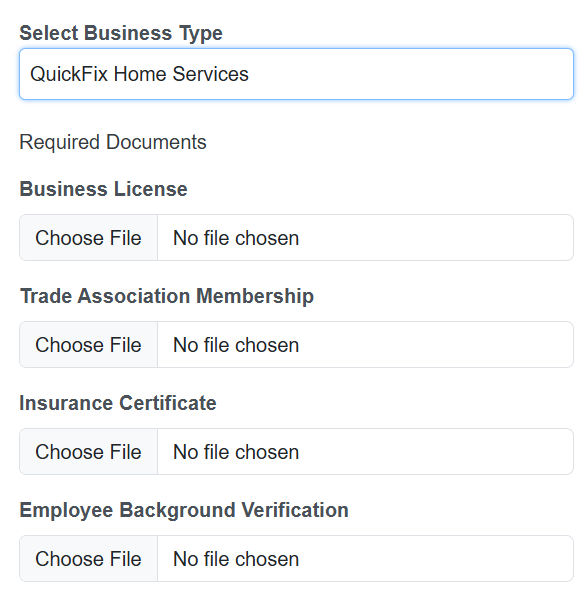 Select Business Type
QuickFix Home Services
Required Documents
Business License
Choose File No file chosen
Trade Association Membership
Choose File No file chosen
Insurance Certificate
Choose File No file chosen
Employee Background Verification
Choose File No file chosen